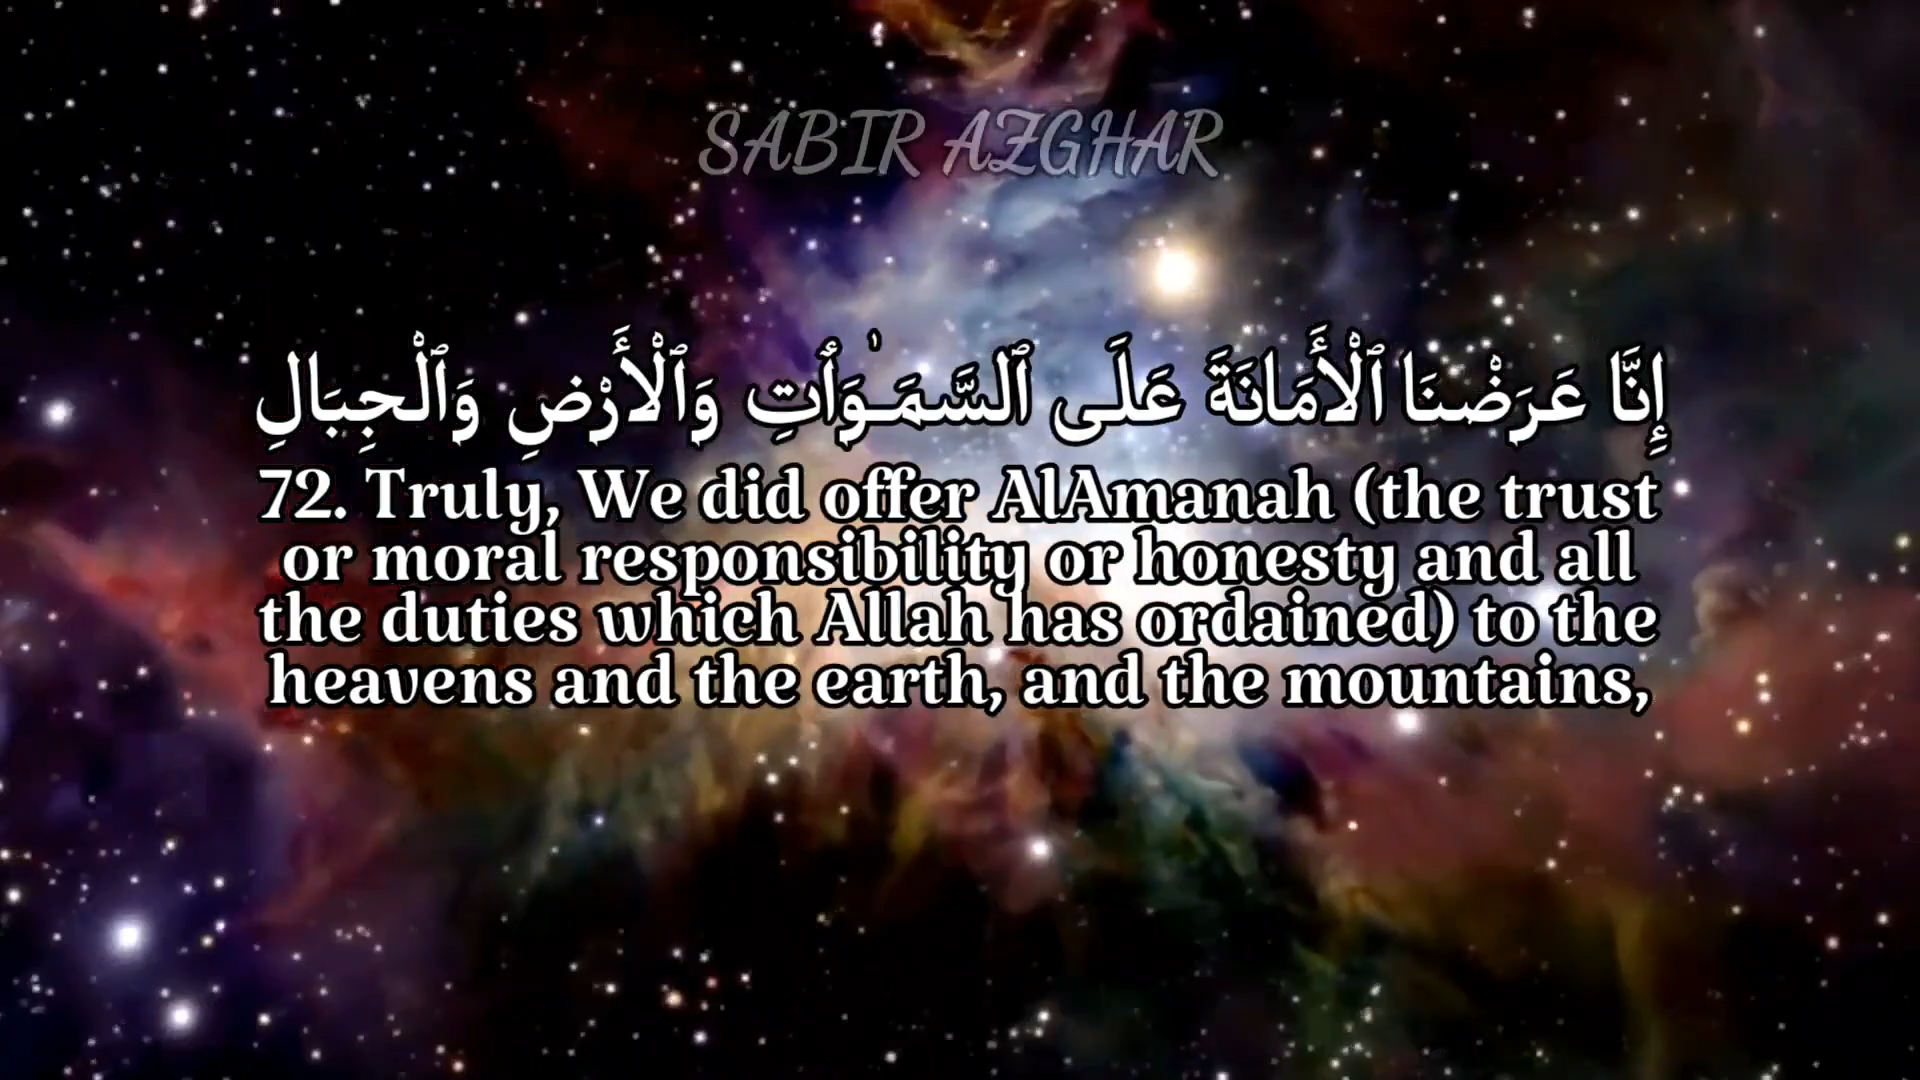 SABIR AZGHAR
إِنَّا عَرَضْنَا ٱلْأَمَانَةَ عَلَى ٱلسَّمَـٰوَٲتِ وَٱلْأَرْضِ وَٱلْجِبَالِ
72. Truly, We did offer AlAmanah (the trust
or moral responsibility or honesty and all
the duties which Allah has ordained) to the
heavens and the earth, and the mountains,